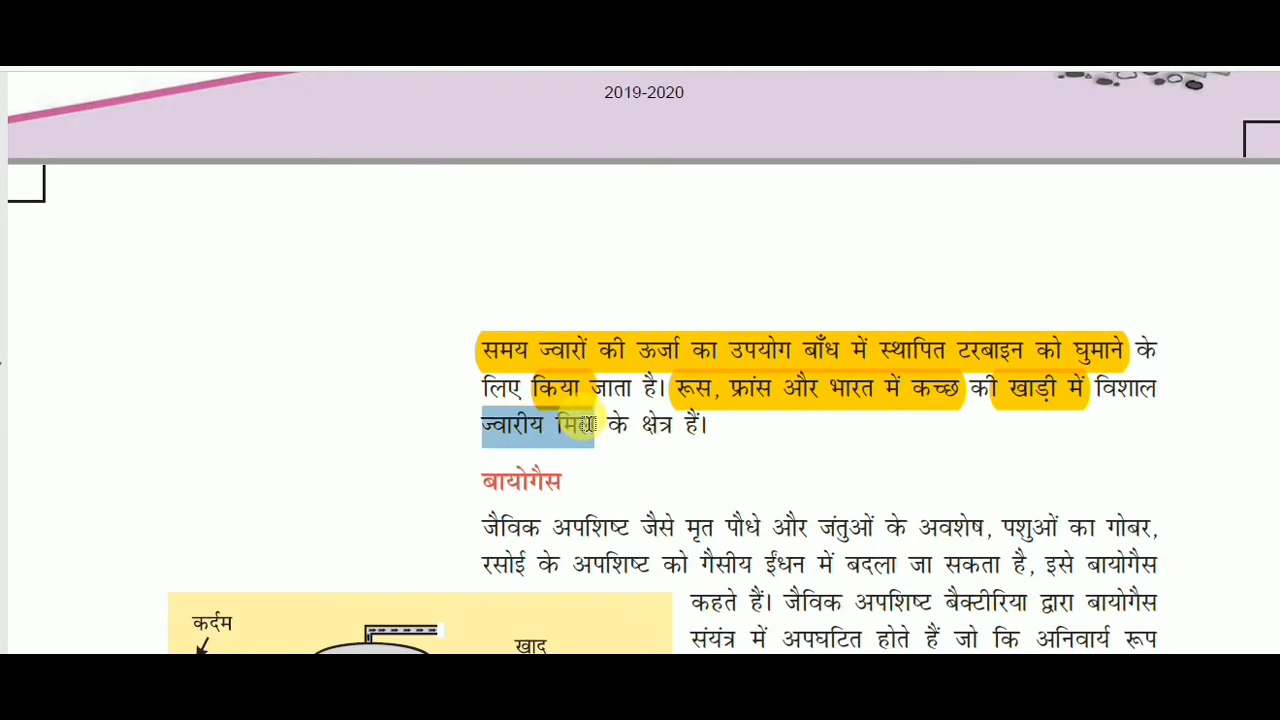 2019-2020
समय ज्वारों की ऊर्जा का उपयोग बाँध में स्थापित टरबाइन को घुमाने के
लिए किया जाता है। रूस, फ्रांस और भारत में कच्छ की खाड़ी में विशाल
ज्वारीय मिल के क्षेत्र हैं।
बायोगैस
जैविक अपशिष्ट जैसे मृत पौधे और जंतुओं के अवशेष, पशुओं का गोबर,
रसोई के अपशिष्ट को गैसीय ईंधन में बदला जा सकता है, इसे बायोगैस
कहते हैं। जैविक अपशिष्ट बैक्टीरिया द्वारा बायोगैस
संयंत्र में अपघटित होते हैं जो कि अनिवार्य रूप
कर्दम
खाद